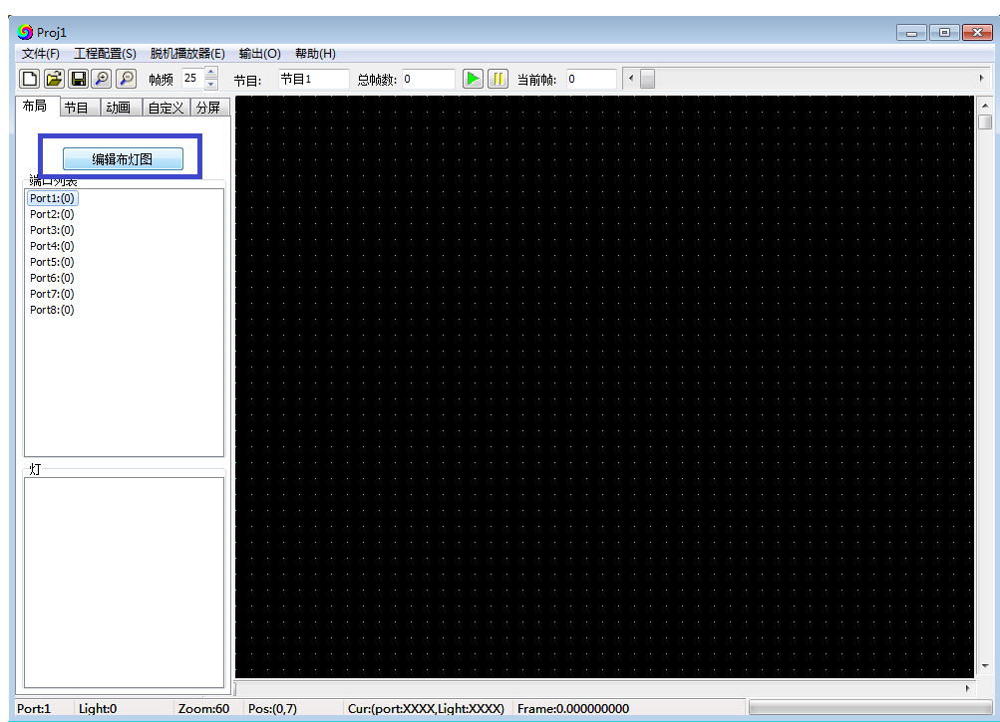 Proj1
文件(F) 工程配置(S) 脱机播放器(E) 输出(O) 帮助(H)
帧频 25 节目: 节目1 总帧数: 0 当前帧: 0
布局 节目 动画 自定义 分屏
编辑布灯图
端口列表
Port1:(0)
Port2:(0)
Port3:(0)
Port4:(0)
Port5:(0)
Port6:(0)
Port7:(0)
Port8:(0)
灯
Port:1 Light:0 Zoom:60 Pos:(0,7) Cur:(port:XXXX,Light:XXXX) Frame:0.000000000